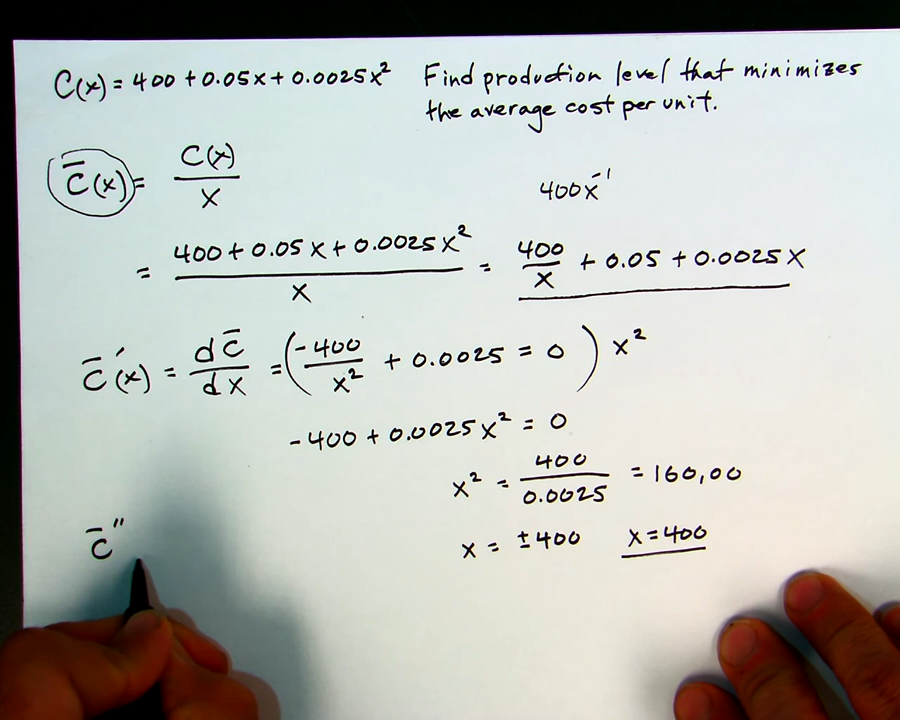 C(x) = 400 + 0.05x + 0.0025x² Find production level that minimizes
the average cost per unit.
C̅(x) = C(x)/x
400x⁻¹
= (400 + 0.05x + 0.0025x²)/x = 400/x + 0.05 + 0.0025x
C̅′(x) = dC̅/dx = (-400/x² + 0.0025 = 0) x²
-400 + 0.0025x² = 0
x² = 400/0.0025 = 160,00
x = ±400 x = 400
C̅″